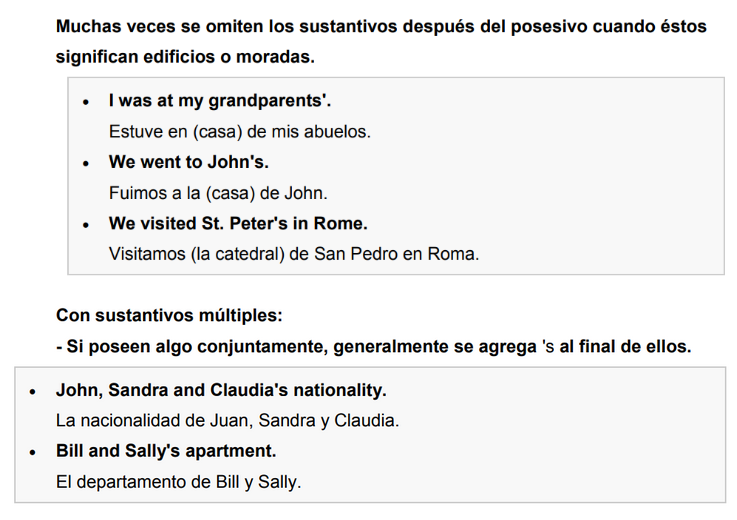 Muchas veces se omiten los sustantivos después del posesivo cuando éstos
significan edificios o moradas.
• I was at my grandparents'.
Estuve en (casa) de mis abuelos.
• We went to John's.
Fuimos a la (casa) de John.
• We visited St. Peter's in Rome.
Visitamos (la catedral) de San Pedro en Roma.
Con sustantivos múltiples:
- Si poseen algo conjuntamente, generalmente se agrega 's al final de ellos.
• John, Sandra and Claudia's nationality.
La nacionalidad de Juan, Sandra y Claudia.
• Bill and Sally's apartment.
El departamento de Bill y Sally.